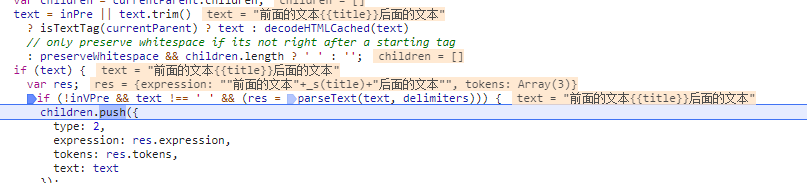 var children = currentParent.children; children = []
text = inPre || text.trim() text = "前面的文本{{title}}后面的文本"
? isTextTag(currentParent) ? text : decodeHTMLCached(text)
// only preserve whitespace if its not right after a starting tag
: preserveWhitespace && children.length ? ' ' : ''; children = []
if (text) { text = "前面的文本{{title}}后面的文本"
var res; res = {expression: ""前面的文本"+_s(title)+"后面的文本"", tokens: Array(3)}
if (!inVPre && text !== ' ' && (res = parseText(text, delimiters))) { text = "前面的文本{{title}}后面的文本"
children.push({
type: 2,
expression: res.expression,
tokens: res.tokens,
text: text
});